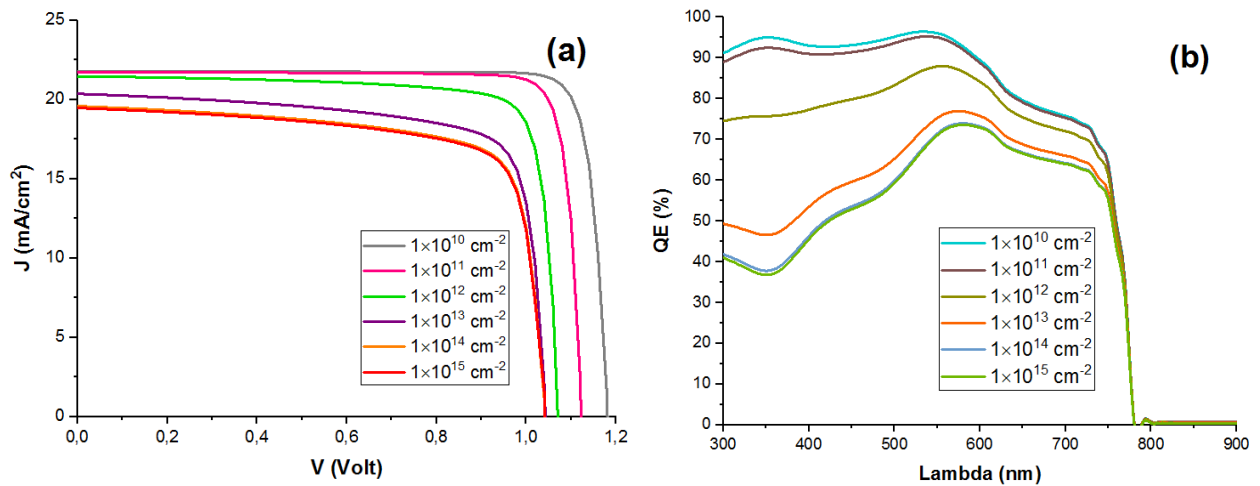 (a)
25
20
15
10
5
0
J (mA/cm²)
0,0
0,2
0,4
0,6
0,8
1,0
1,2
V (Volt)
1×10¹⁰ cm⁻²
1×10¹¹ cm⁻²
1×10¹² cm⁻²
1×10¹³ cm⁻²
1×10¹⁴ cm⁻²
1×10¹⁵ cm⁻²
(b)
100
90
80
70
60
50
40
30
20
10
0
QE (%)
300
400
500
600
700
800
900
Lambda (nm)
1×10¹⁰ cm⁻²
1×10¹¹ cm⁻²
1×10¹² cm⁻²
1×10¹³ cm⁻²
1×10¹⁴ cm⁻²
1×10¹⁵ cm⁻²